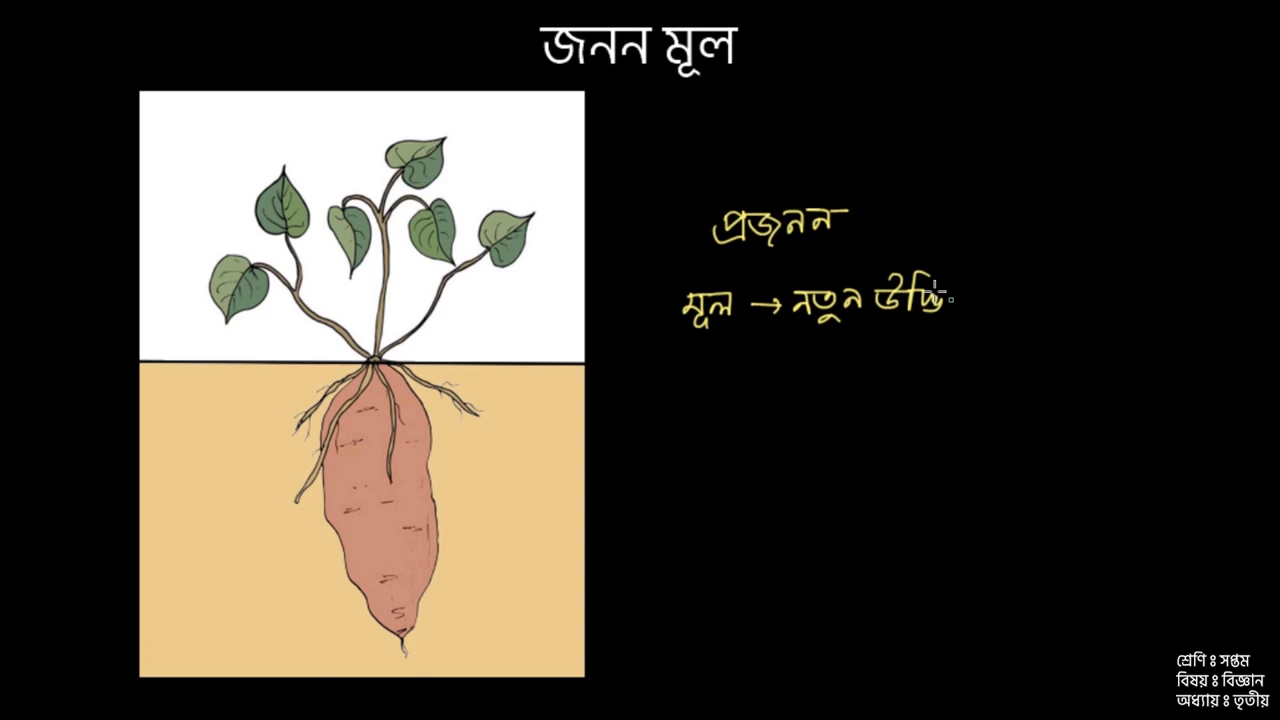 জনন মূল
প্রজনন
মূল → নতুন উদ্ভি
শ্রেণি ঃ সপ্তম
বিষয় ঃ বিজ্ঞান
অধ্যায় ঃ তৃতীয়